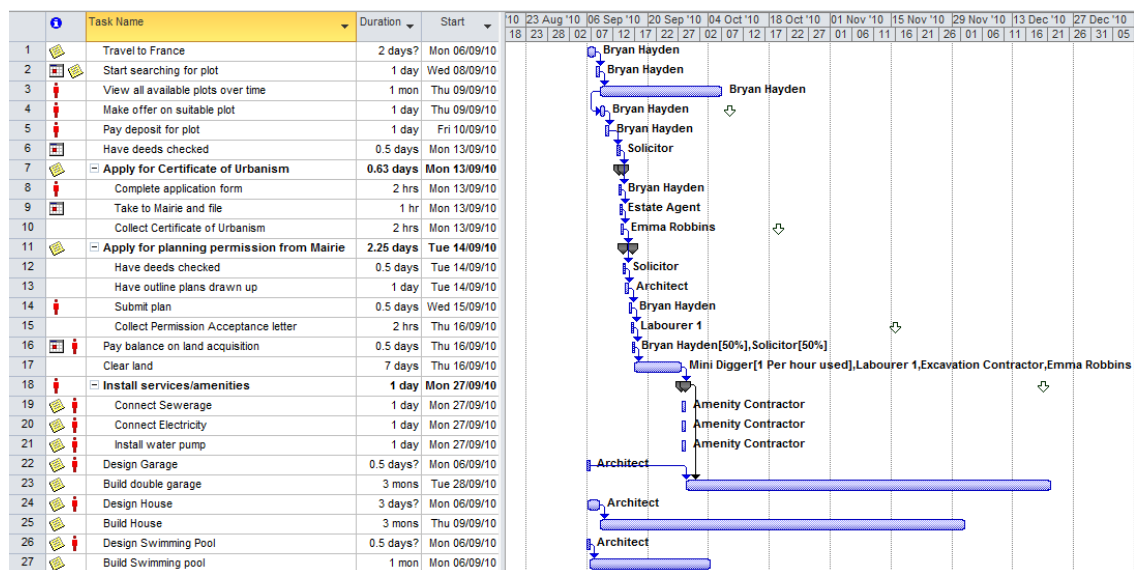 Task Name Duration Start '10 23 Aug '10 06 Sep '10 20 Sep '10 04 Oct '10 18 Oct '10 01 Nov '10 15 Nov '10 29 Nov '10 13 Dec '10 27 Dec '10
18 23 28 02 07 12 17 22 27 02 07 12 17 22 27 01 06 11 16 21 26 01 06 11 16 21 26 31 05
1 Travel to France 2 days? Mon 06/09/10 Bryan Hayden
2 Start searching for plot 1 day Wed 08/09/10 Bryan Hayden
3 View all available plots over time 1 mon Thu 09/09/10 Bryan Hayden
4 Make offer on suitable plot 1 day Thu 09/09/10 Bryan Hayden
5 Pay deposit for plot 1 day Fri 10/09/10 Bryan Hayden
6 Have deeds checked 0.5 days Mon 13/09/10 Solicitor
7 Apply for Certificate of Urbanism 0.63 days Mon 13/09/10
8 Complete application form 2 hrs Mon 13/09/10 Bryan Hayden
9 Take to Mairie and file 1 hr Mon 13/09/10 Estate Agent
10 Collect Certificate of Urbanism 2 hrs Mon 13/09/10 Emma Robbins
11 Apply for planning permission from Mairie 2.25 days Tue 14/09/10
12 Have deeds checked 0.5 days Tue 14/09/10 Solicitor
13 Have outline plans drawn up 1 day Tue 14/09/10 Architect
14 Submit plan 0.5 days Wed 15/09/10 Bryan Hayden
15 Collect Permission Acceptance letter 2 hrs Thu 16/09/10 Labourer 1
16 Pay balance on land acquisition 0.5 days Thu 16/09/10 Bryan Hayden[50%],Solicitor[50%]
17 Clear land 7 days Thu 16/09/10 Mini Digger[1 Per hour used],Labourer 1,Excavation Contractor,Emma Robbins
18 Install services/amenities 1 day Mon 27/09/10
19 Connect Sewerage 1 day Mon 27/09/10 Amenity Contractor
20 Connect Electricity 1 day Mon 27/09/10 Amenity Contractor
21 Install water pump 1 day Mon 27/09/10 Amenity Contractor
22 Design Garage 0.5 days? Mon 06/09/10 Architect
23 Build double garage 3 mons Tue 28/09/10
24 Design House 3 days? Mon 06/09/10 Architect
25 Build House 3 mons Thu 09/09/10
26 Design Swimming Pool 0.5 days? Mon 06/09/10 Architect
27 Build Swimming pool 1 mon Mon 06/09/10